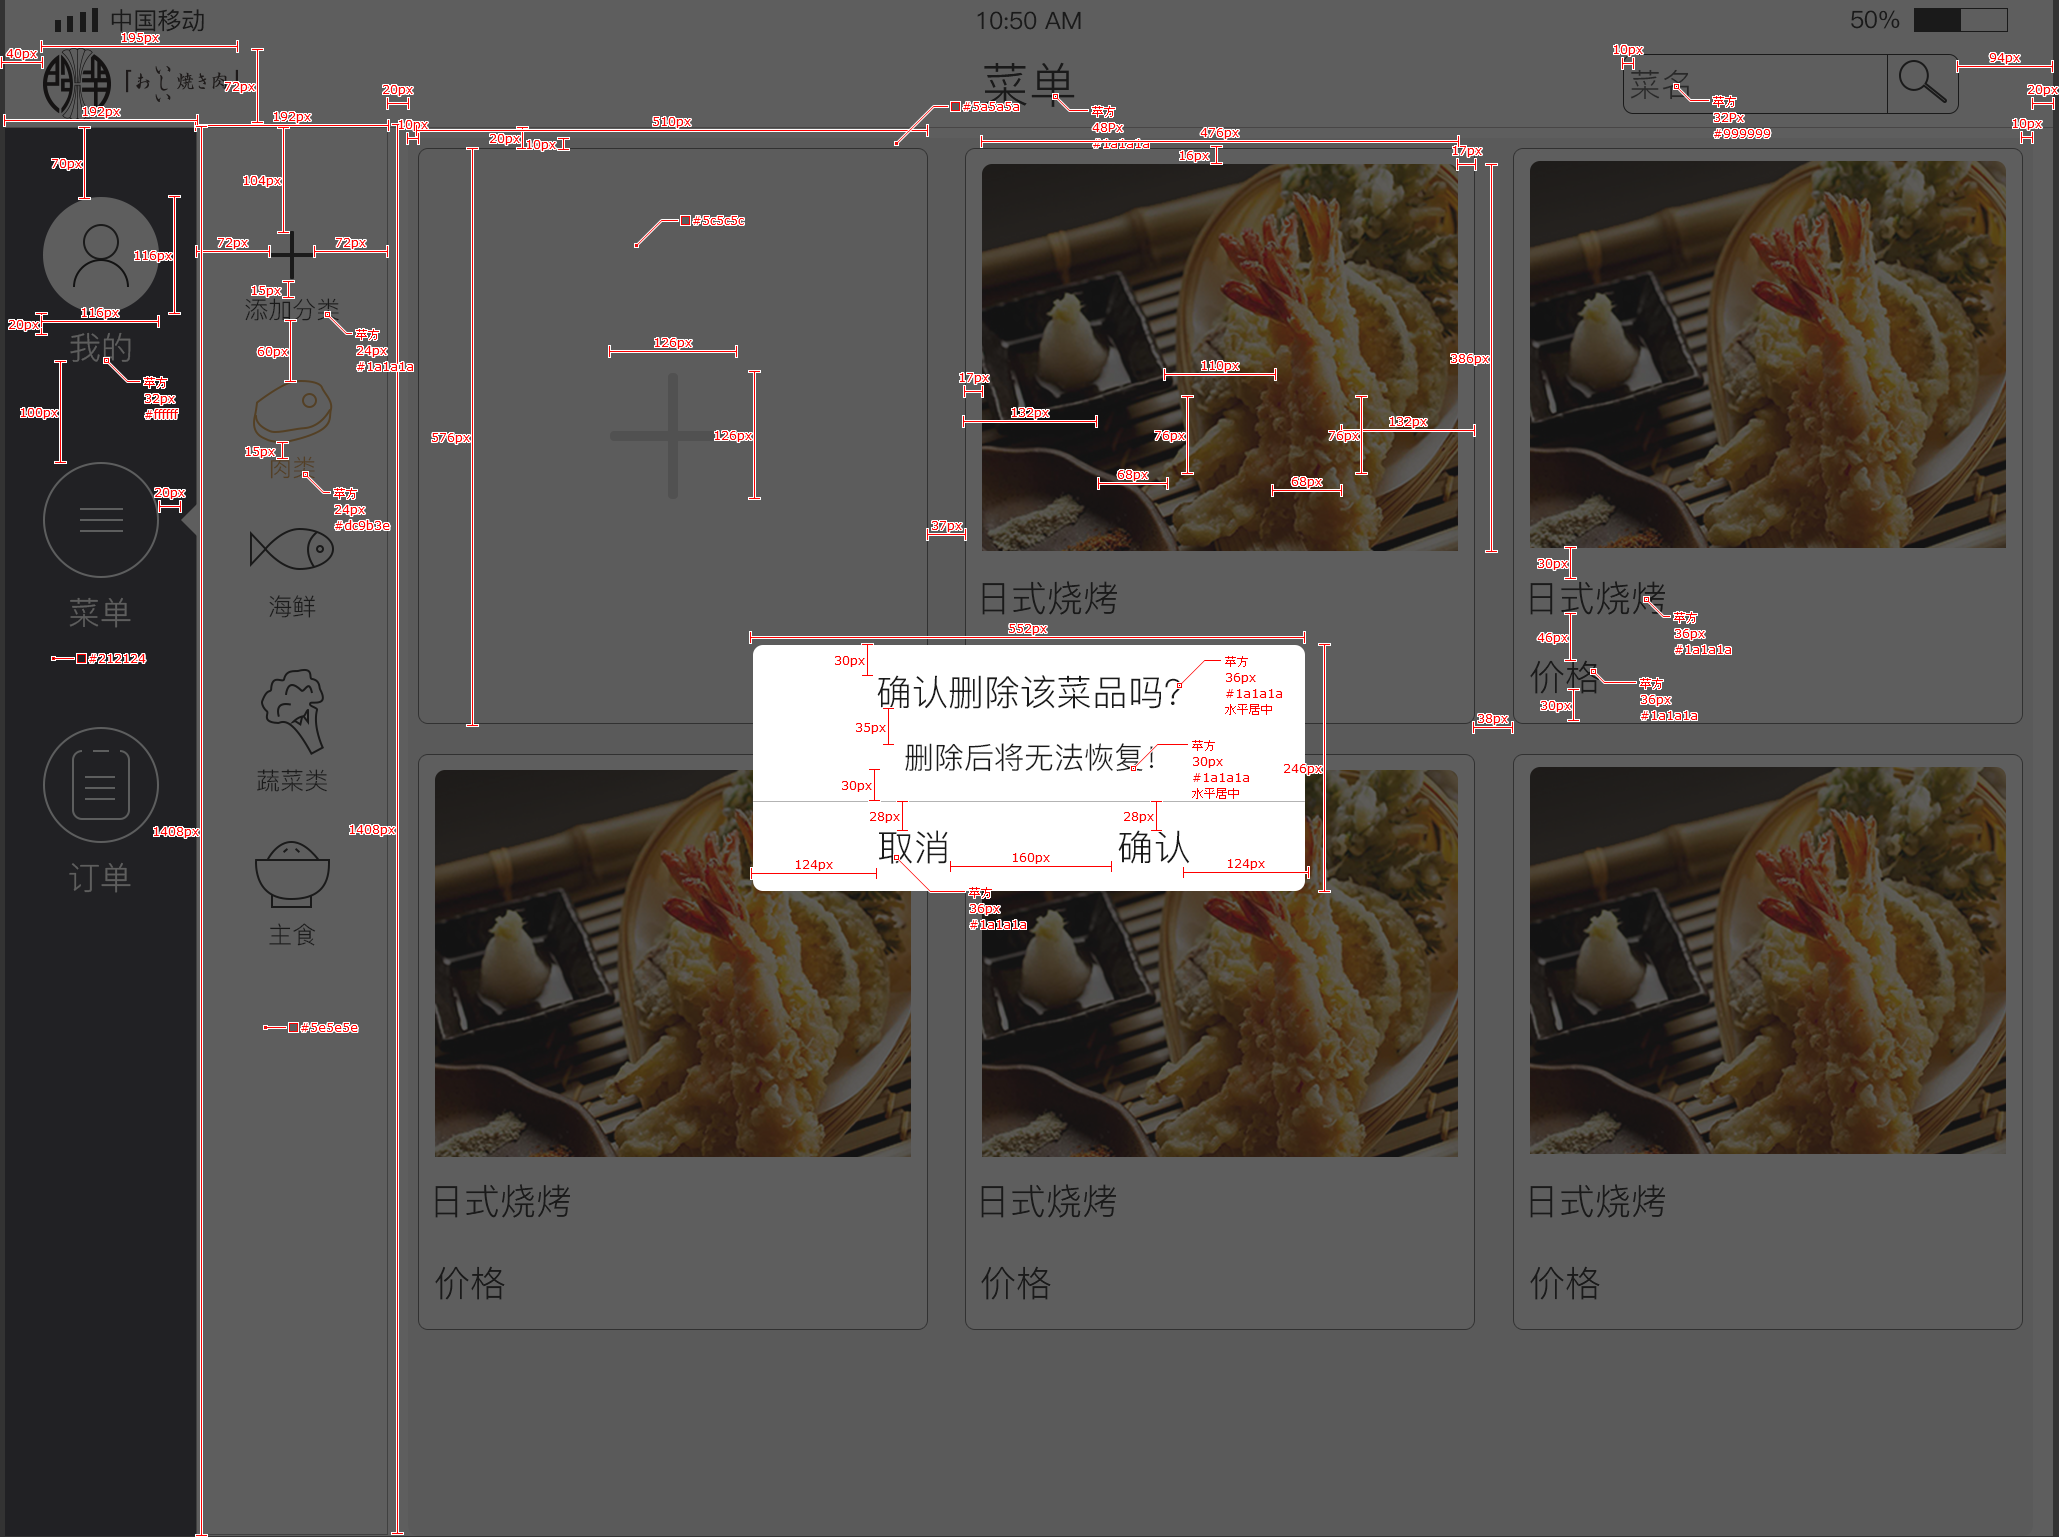 中国移动
10:50 AM
50%
195px
40px
「おいしい焼き肉」
72px
菜单
10px
菜名
94px
20px
192px
192px
20px
10px
510px
#5a5a5a
苹方
48Px
#1a1a1a
苹方
32Px
#999999
20px
10px
10px
476px
16px
17px
70px
104px
#5c5c5c
72px
72px
116px
15px
添加分类
116px
20px
我的
苹方
24px
#1a1a1a
60px
苹方
32px
#ffffff
100px
126px
126px
576px
386px
110px
17px
132px
132px
76px
76px
68px
68px
15px
肉类
苹方
24px
#dc9b3e
20px
37px
30px
海鲜
菜单
日式烧烤
日式烧烤
苹方
36px
#1a1a1a
46px
552px
#212124
价格
苹方
36px
#1a1a1a
30px
38px
30px
确认删除该菜品吗?
苹方
36px
#1a1a1a
水平居中
35px
删除后将无法恢复!
苹方
30px
#1a1a1a
水平居中
246px
30px
28px
28px
取消
确认
124px
160px
124px
苹方
36px
#1a1a1a
蔬菜类
1408px
1408px
订单
主食
#5e5e5e
日式烧烤
日式烧烤
日式烧烤
价格
价格
价格